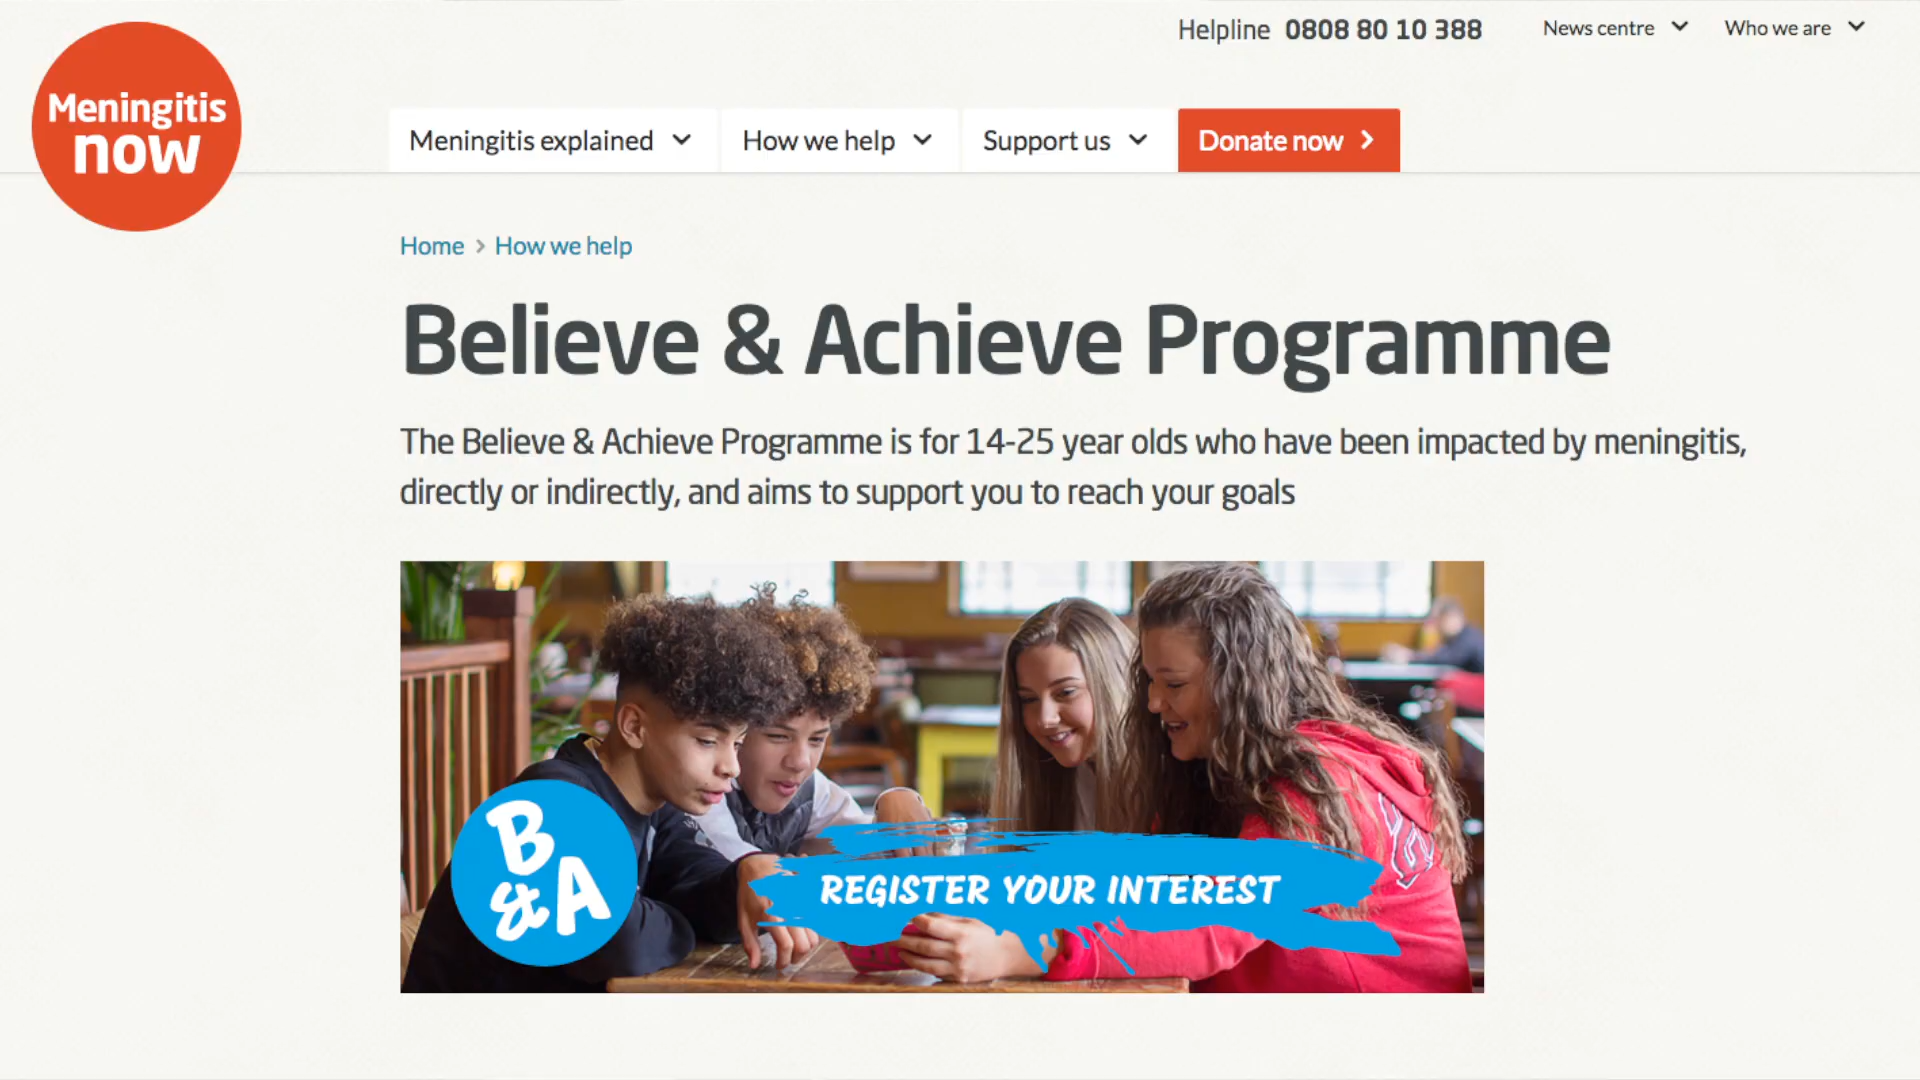 Helpline 0808 80 10 388
News centre
Who we are
Meningitis
now
Meningitis explained
How we help
Support us
Donate now
Home > How we help
Believe & Achieve Programme
The Believe & Achieve Programme is for 14-25 year olds who have been impacted by meningitis,
directly or indirectly, and aims to support you to reach your goals
B
&A
REGISTER YOUR INTEREST